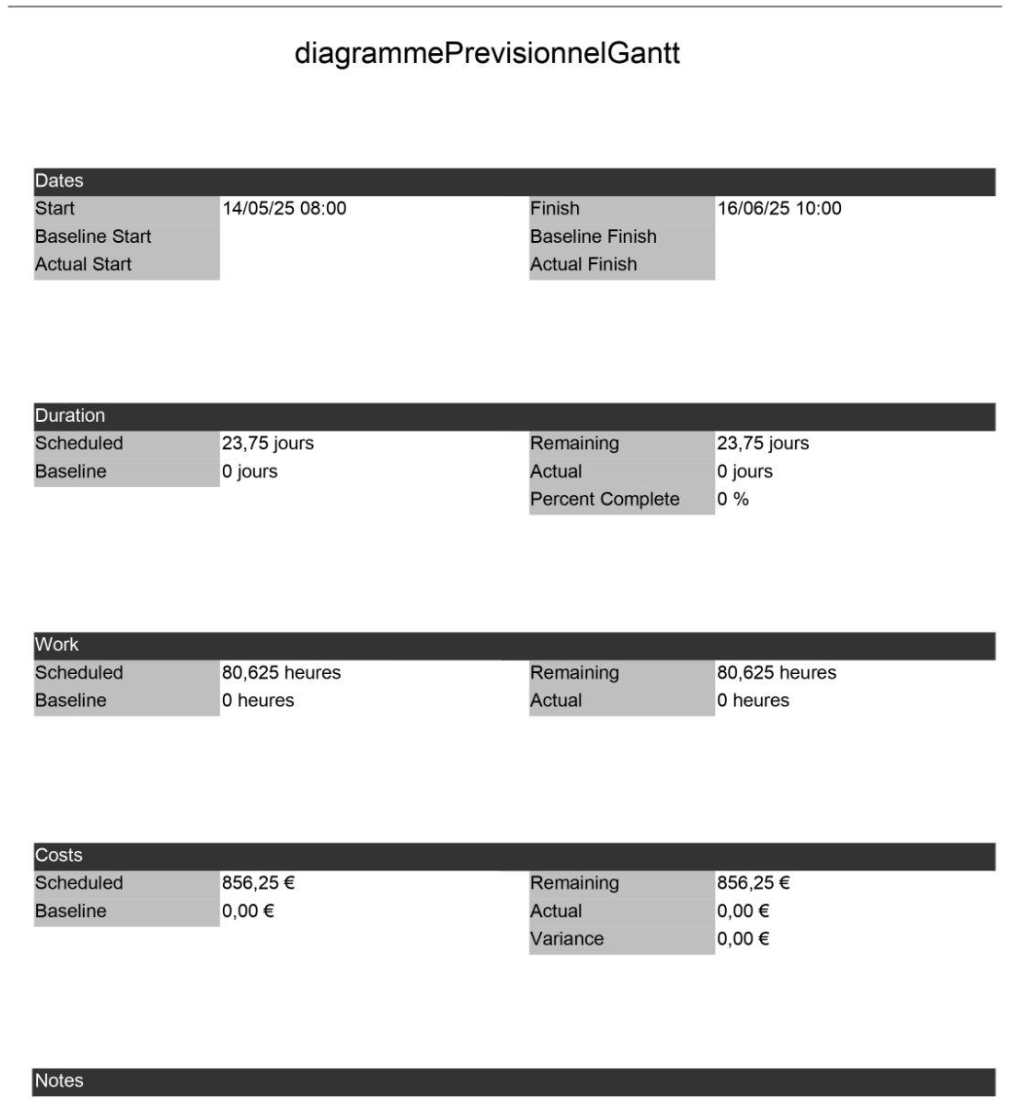 diagrammePrevisionnelGantt
Dates
Start 14/05/25 08:00 Finish 16/06/25 10:00
Baseline Start Baseline Finish
Actual Start Actual Finish
Duration
Scheduled 23,75 jours Remaining 23,75 jours
Baseline 0 jours Actual 0 jours
Percent Complete 0 %
Work
Scheduled 80,625 heures Remaining 80,625 heures
Baseline 0 heures Actual 0 heures
Costs
Scheduled 856,25 € Remaining 856,25 €
Baseline 0,00 € Actual 0,00 €
Variance 0,00 €
Notes